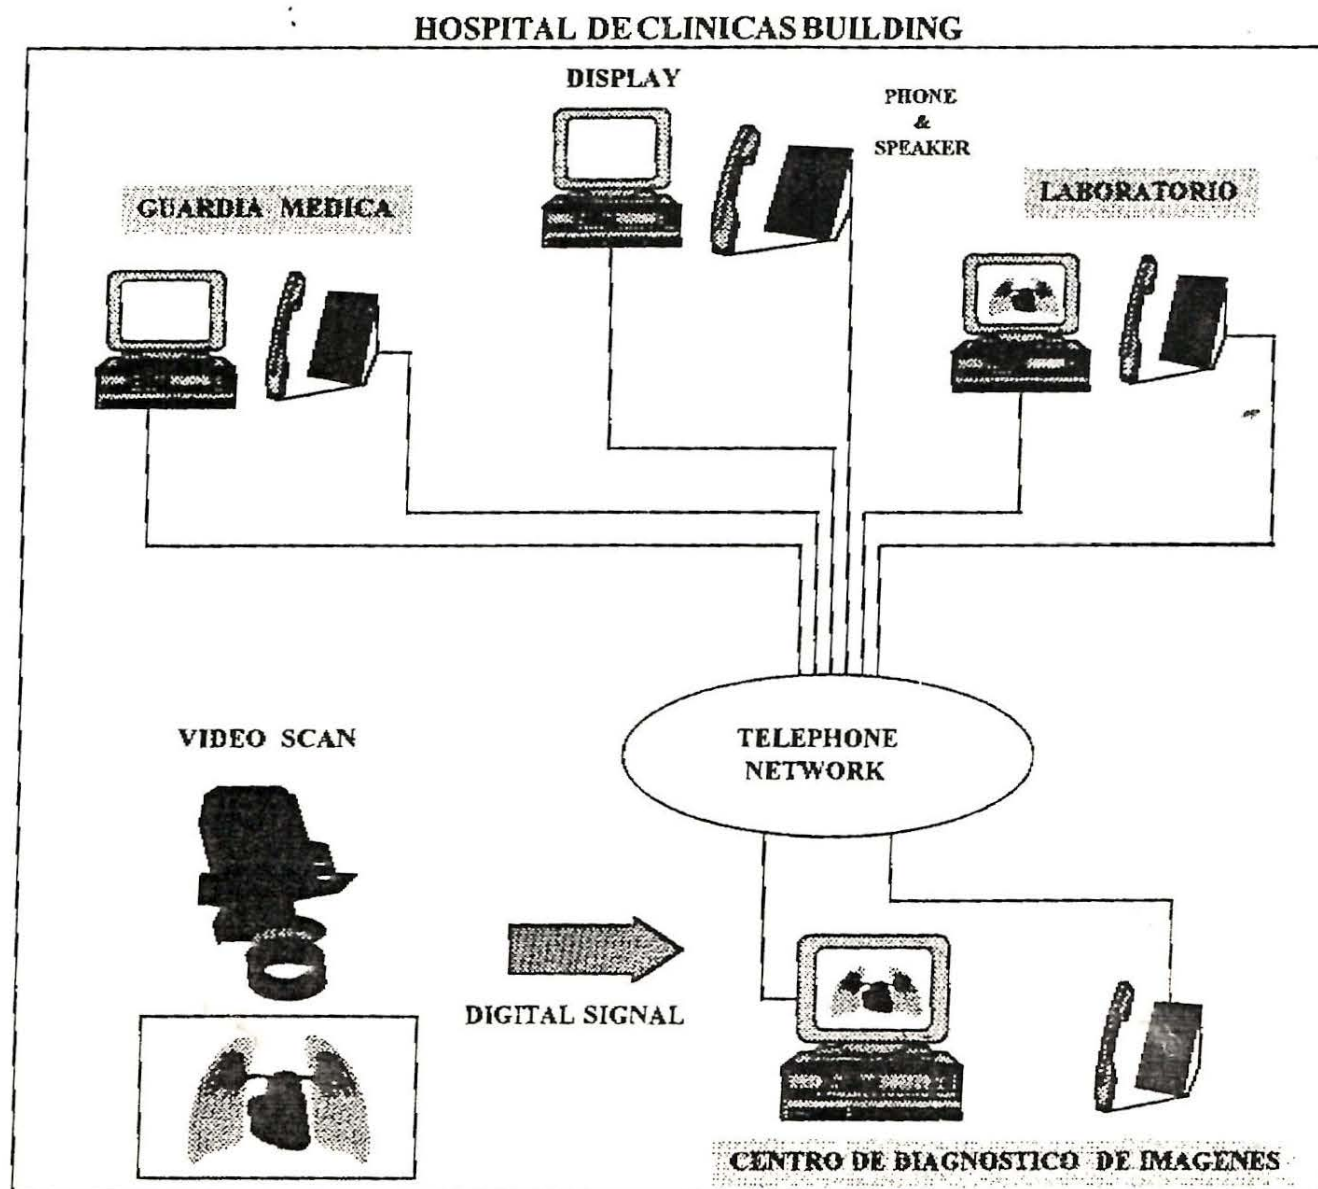 HOSPITAL DE CLINICAS BUILDING
DISPLAY
PHONE
&
SPEAKER
GUARDIA MEDICA
LABORATORIO
VIDEO SCAN
TELEPHONE
NETWORK
DIGITAL SIGNAL
CENTRO DE DIAGNOSTICO DE IMAGENES